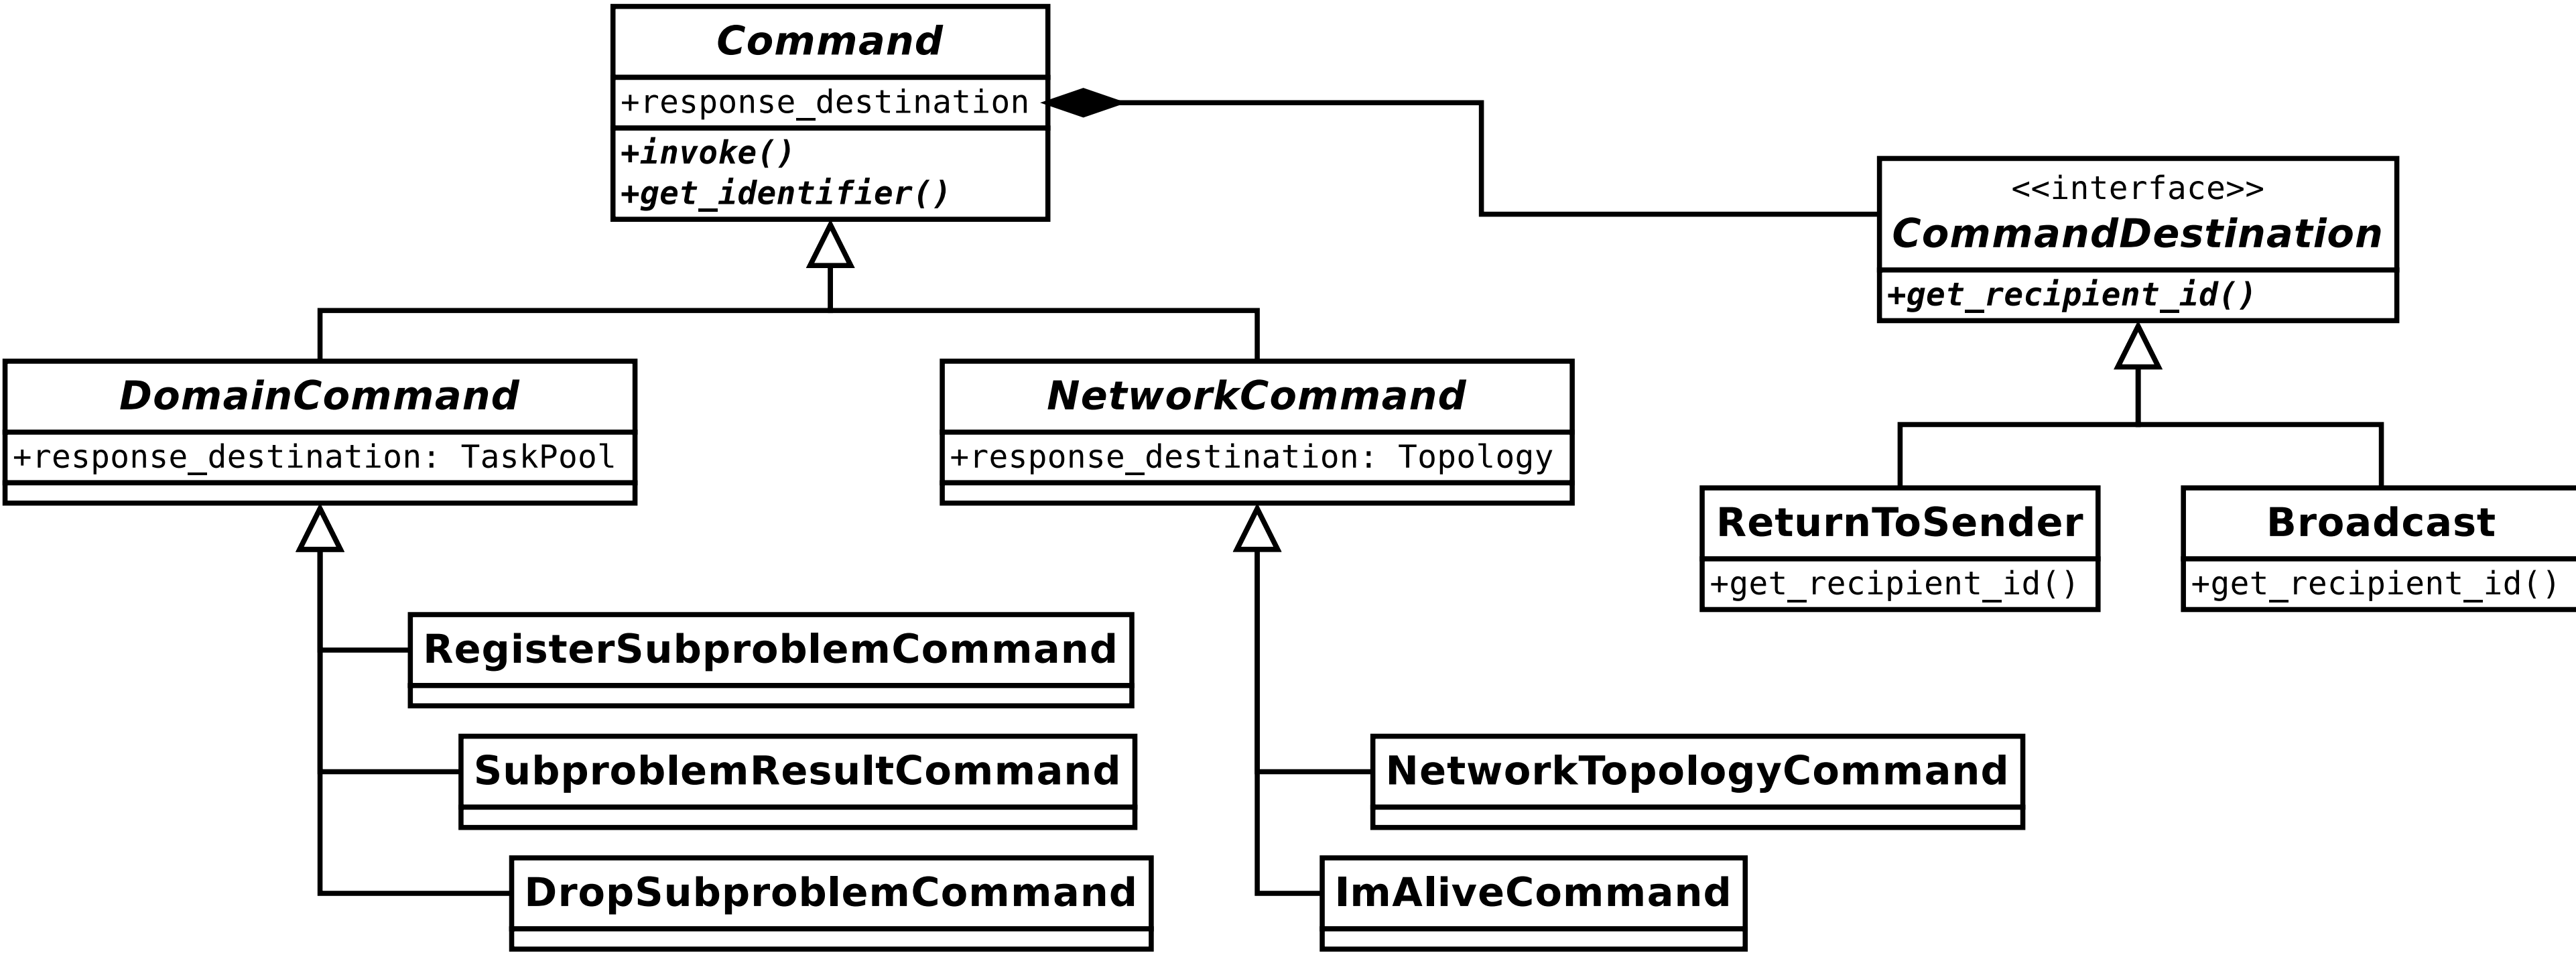 Command
+response_destination
+invoke()
+get_identifier()
<<interface>>
CommandDestination
+get_recipient_id()
DomainCommand
+response_destination: TaskPool
NetworkCommand
+response_destination: Topology
ReturnToSender
+get_recipient_id()
Broadcast
+get_recipient_id()
RegisterSubproblemCommand
SubproblemResultCommand
DropSubproblemCommand
NetworkTopologyCommand
ImAliveCommand